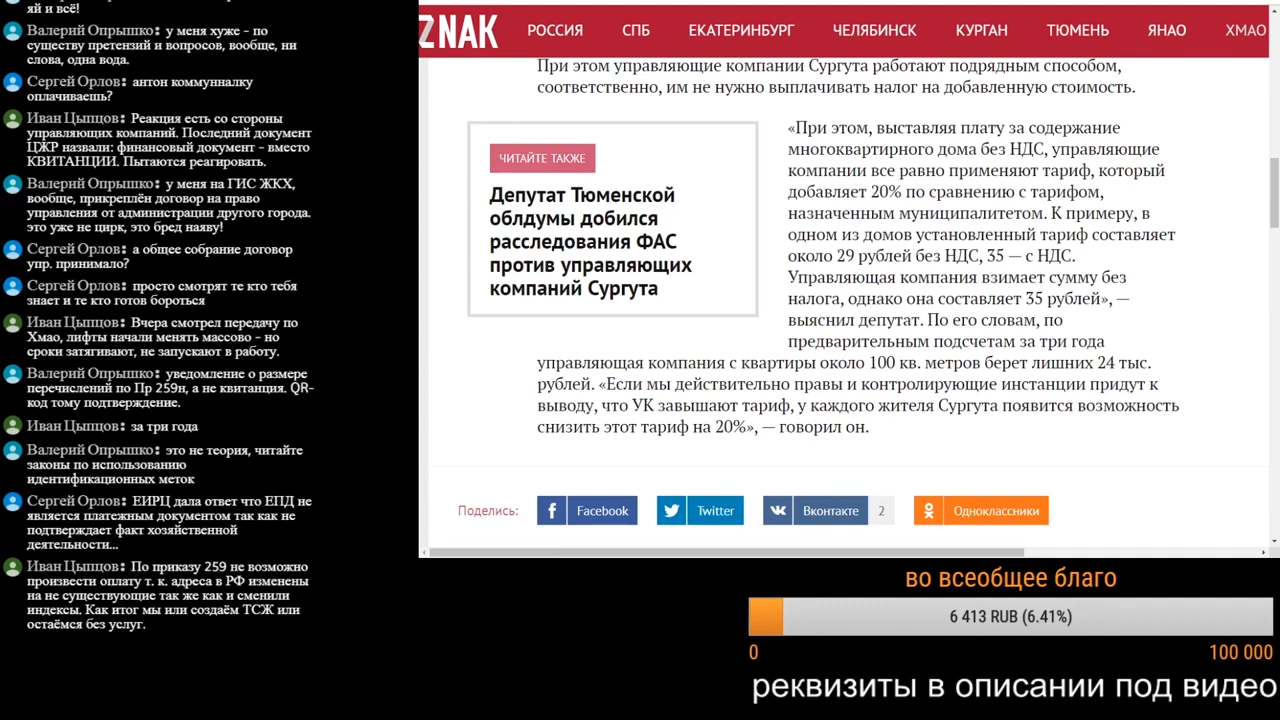 яй и всё!
Валерий Опрышко: у меня хуже - по
существу претензий и вопросов, вообще, ни
слова, одна вода.
Сергей Орлов: антон коммунналку
оплачиваешь?
Иван Цыпцов: Реакция есть со стороны
управляющих компаний. Последний документ
ЦЖР назвали: финансовый документ - вместо
КВИТАНЦИИ. Пытаются реагировать.
Валерий Опрышко: у меня на ГИС ЖКХ,
вообще, прикреплён договор на право
управления от администрации другого города.
это уже не цирк, это бред наяву!
Сергей Орлов: а общее собрание договор
упр. принимало?
Сергей Орлов: просто смотрят те кто тебя
знает и те кто готов бороться
Иван Цыпцов: Вчера смотрел передачу по
Хмао, лифты начали менять массово - но
сроки затягивают, не запускают в работу.
Валерий Опрышко: уведомление о размере
перечислений по Пр 259н, а не квитанция. QR-
код тому подтверждение.
Иван Цыпцов: за три года
Валерий Опрышко: это не теория, читайте
законы по использованию
идентификационных меток
Сергей Орлов: ЕИРЦ дала ответ что ЕПД не
является платежным документом так как не
подтверждает факт хозяйственной
деятельности...
Иван Цыпцов: По приказу 259 не возможно
произвести оплату т. к. адреса в РФ изменены
на не существующие так же как и сменили
индексы. Как итог мы или создаём ТСЖ или
остаёмся без услуг.
ZNAK РОССИЯ СПБ ЕКАТЕРИНБУРГ ЧЕЛЯБИНСК КУРГАН ТЮМЕНЬ ЯНАО ХМАО
При этом управляющие компании Сургута работают подрядным способом,
соответственно, им не нужно выплачивать налог на добавленную стоимость.
ЧИТАЙТЕ ТАКЖЕ
Депутат Тюменской
облдумы добился
расследования ФАС
против управляющих
компаний Сургута
«При этом, выставляя плату за содержание
многоквартирного дома без НДС, управляющие
компании все равно применяют тариф, который
добавляет 20% по сравнению с тарифом,
назначенным муниципалитетом. К примеру, в
одном из домов установленный тариф составляет
около 29 рублей без НДС, 35 — с НДС.
Управляющая компания взимает сумму без
налога, однако она составляет 35 рублей», —
выяснил депутат. По его словам, по
предварительным подсчетам за три года
управляющая компания с квартиры около 100 кв. метров берет лишних 24 тыс.
рублей. «Если мы действительно правы и контролирующие инстанции придут к
выводу, что УК завышают тариф, у каждого жителя Сургута появится возможность
снизить этот тариф на 20%», — говорил он.
Поделись: Facebook Twitter Вконтакте 2 Одноклассники
во всеобщее благо
6 413 RUB (6.41%)
0 100 000
реквизиты в описании под видео